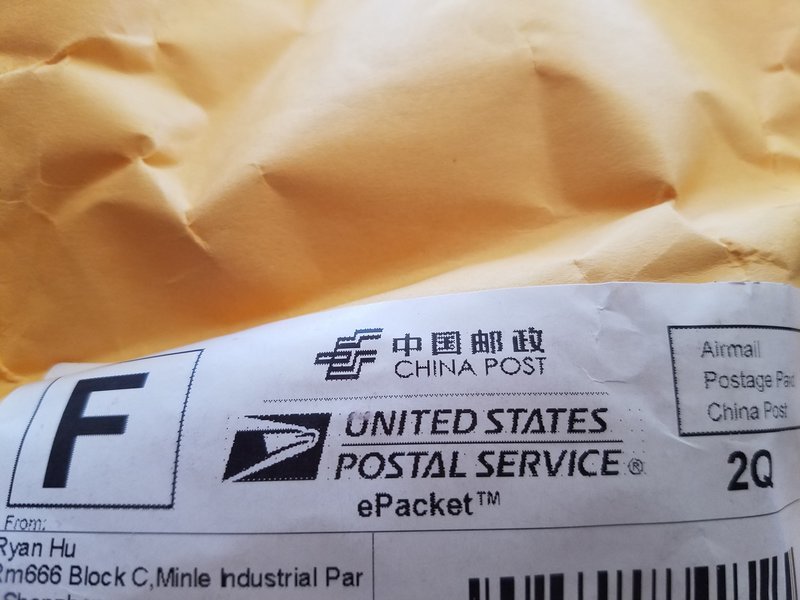 中国邮政
CHINA POST
Airmail
Postage Paid
China Post
F
UNITED STATES
POSTAL SERVICE®
ePacket™
2Q
From:
Ryan Hu
Rm666 Block C,Minle Industrial Par